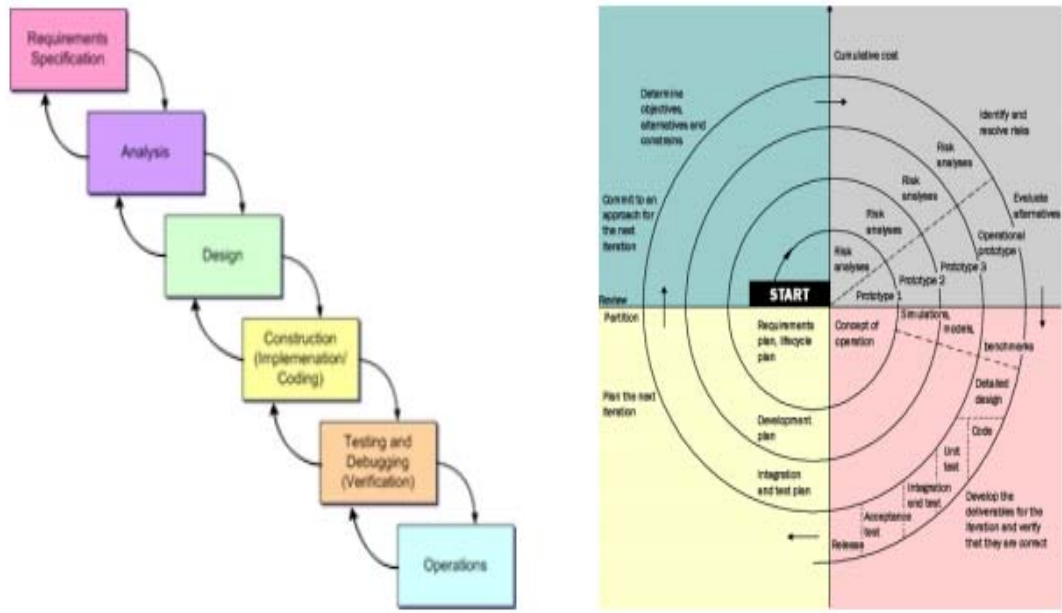 Requirements
Specification
Analysis
Design
Construction
(Implemenation/
Coding)
Testing and
Debugging
(Verification)
Operations
Cumulative cost
Determine
objectives,
alternatives and
constrains
Identify and
resolve risks
Risk
analyses
Risk
analyses
Risk
analyses
Risk
analyses
Evaluate
alternatives
Commit to an
approach for
the next
iteration
Operational
prototype
Prototype 3
Prototype 2
Prototype 1
START
Review
Partition
Requirements
plan, lifecycle
plan
Concept of
operation
Simulations,
models,
benchmarks
Plan the next
iteration
Detailed
design
Development
plan
Code
Unit
test
Integration
and test plan
Integration
and test
Acceptance
test
Release
Develop the
deliverables for the
iteration and verify
that they are correct